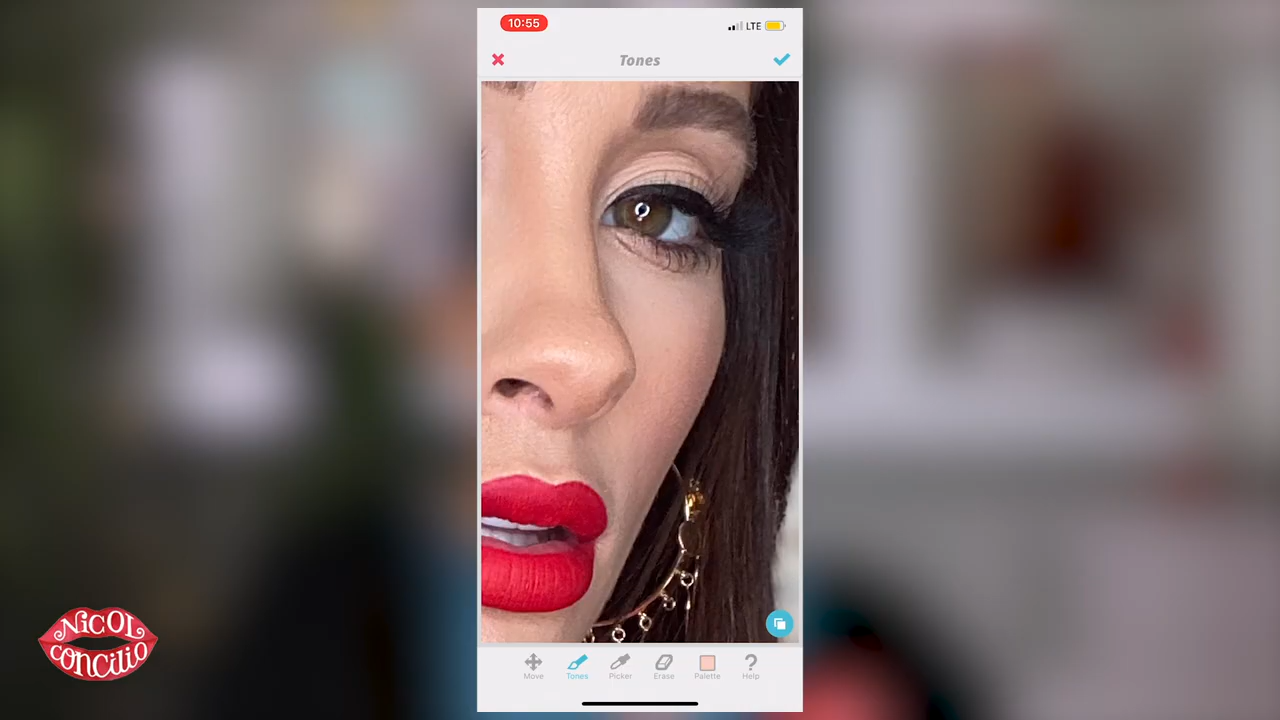 10:55
LTE
Tones
Move
Tones
Picker
Erase
Palette
Help
NiCOL
CONCILIO